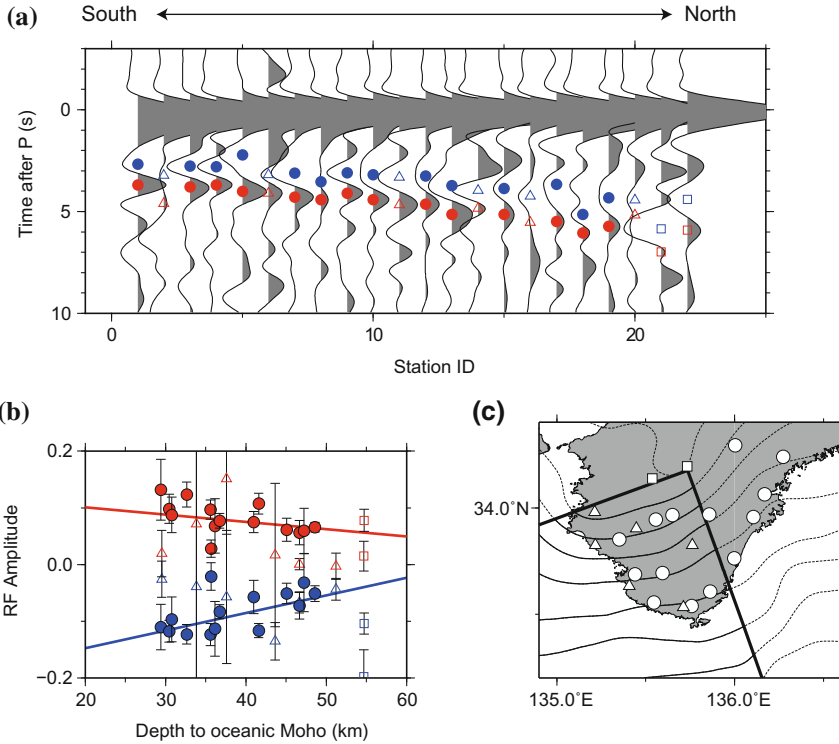 (a)
South
North
Time after P (s)
0
5
10
0
10
20
Station ID
(b)
RF Amplitude
0.2
0.0
−0.2
20
30
40
50
60
Depth to oceanic Moho (km)
(c)
34.0˚N
135.0˚E
136.0˚E